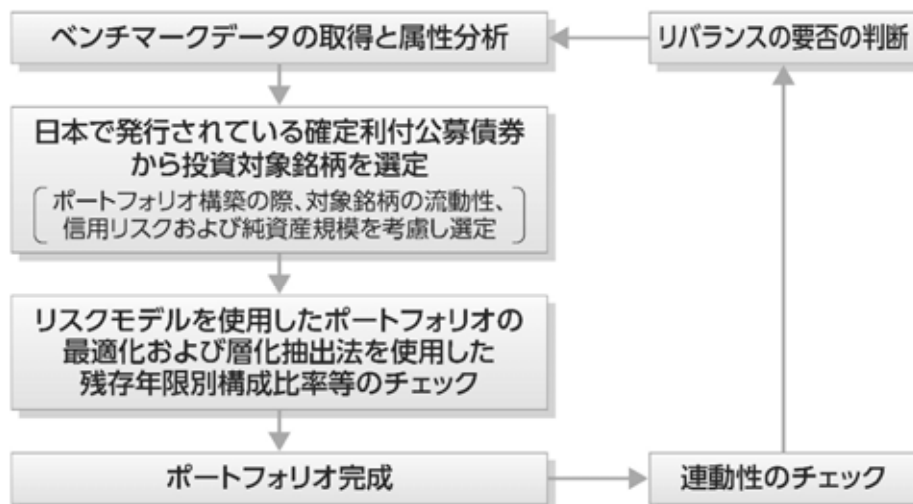 ベンチマークデータの取得と属性分析
リバランスの要否の判断
日本で発行されている確定利付公募債券
から投資対象銘柄を選定
ポートフォリオ構築の際、対象銘柄の流動性、
信用リスクおよび純資産規模を考慮し選定
リスクモデルを使用したポートフォリオの
最適化および層化抽出法を使用した
残存年限別構成比率等のチェック
ポートフォリオ完成
連動性のチェック